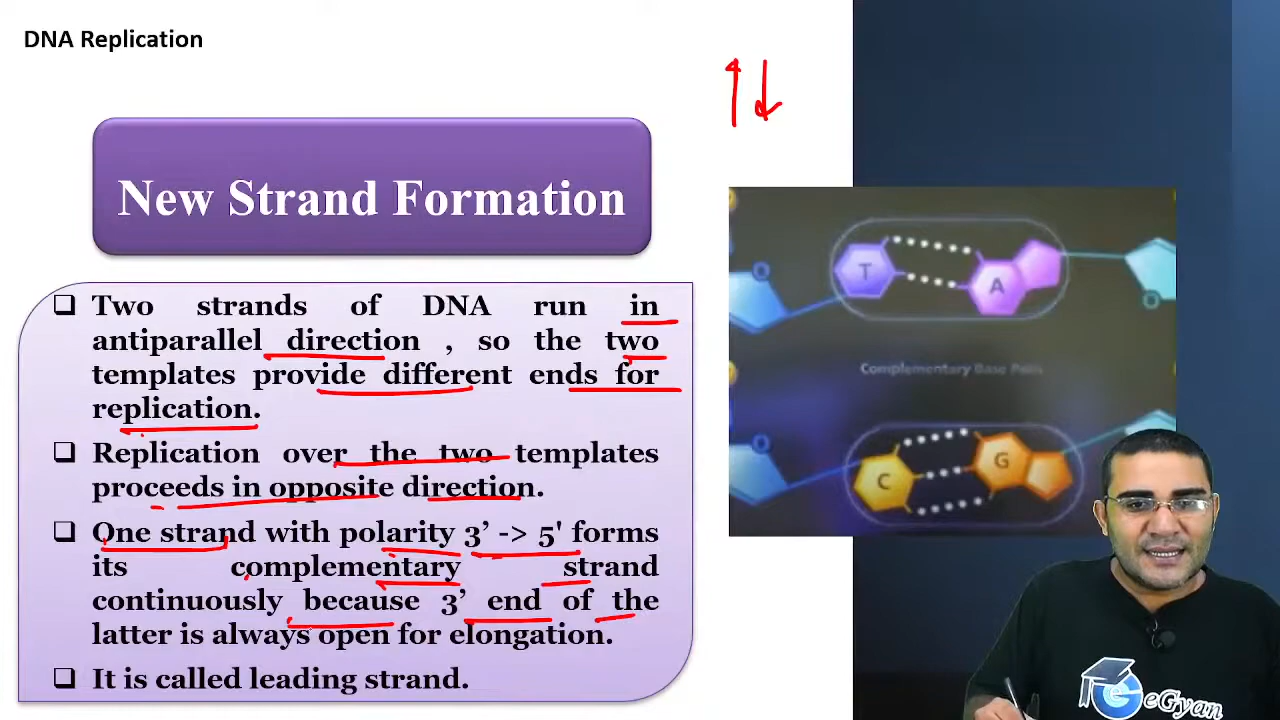 DNA Replication
New Strand Formation
❑ Two strands of DNA run in
antiparallel direction , so the two
templates provide different ends for
replication.
❑ Replication over the two templates
proceeds in opposite direction.
❑ One strand with polarity 3’ -> 5' forms
its complementary strand
continuously because 3’ end of the
latter is always open for elongation.
❑ It is called leading strand.
O
T
A
O
Complementary Base Pairs
O
C
G
e eGyan